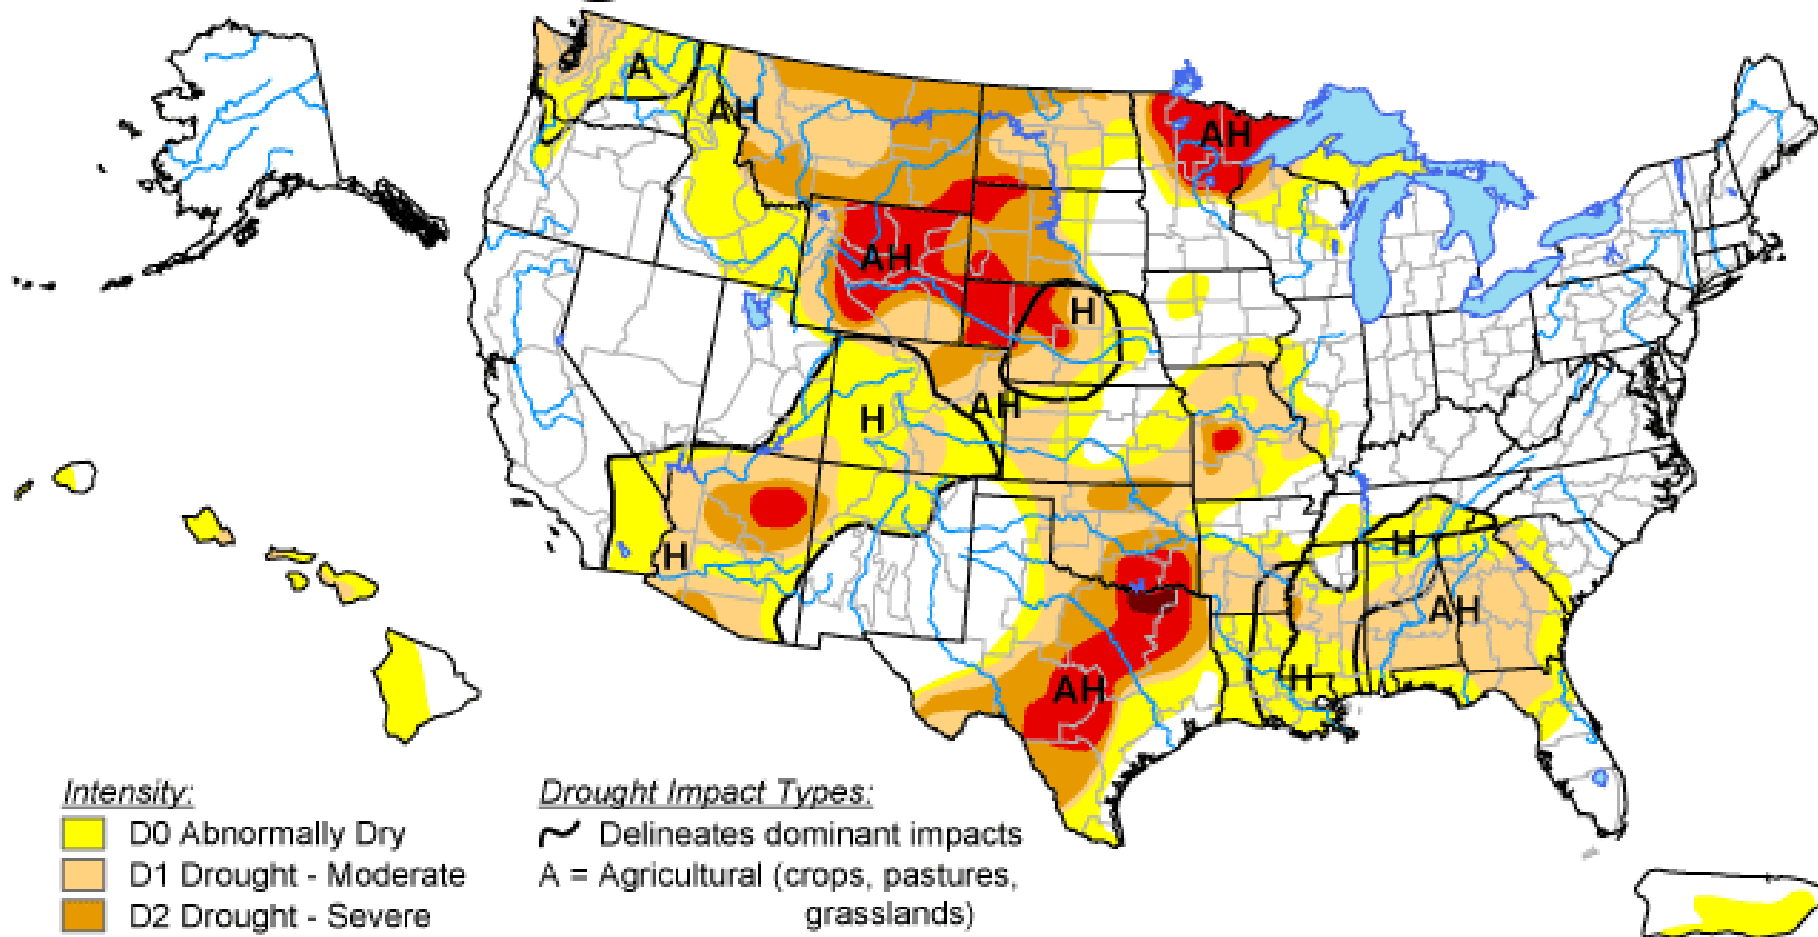 A
AH
AH
AH
H
H
AH
H
H
AH
AH
H
Intensity:
D0 Abnormally Dry
D1 Drought - Moderate
D2 Drought - Severe
Drought Impact Types:
Delineates dominant impacts
A = Agricultural (crops, pastures,
grasslands)